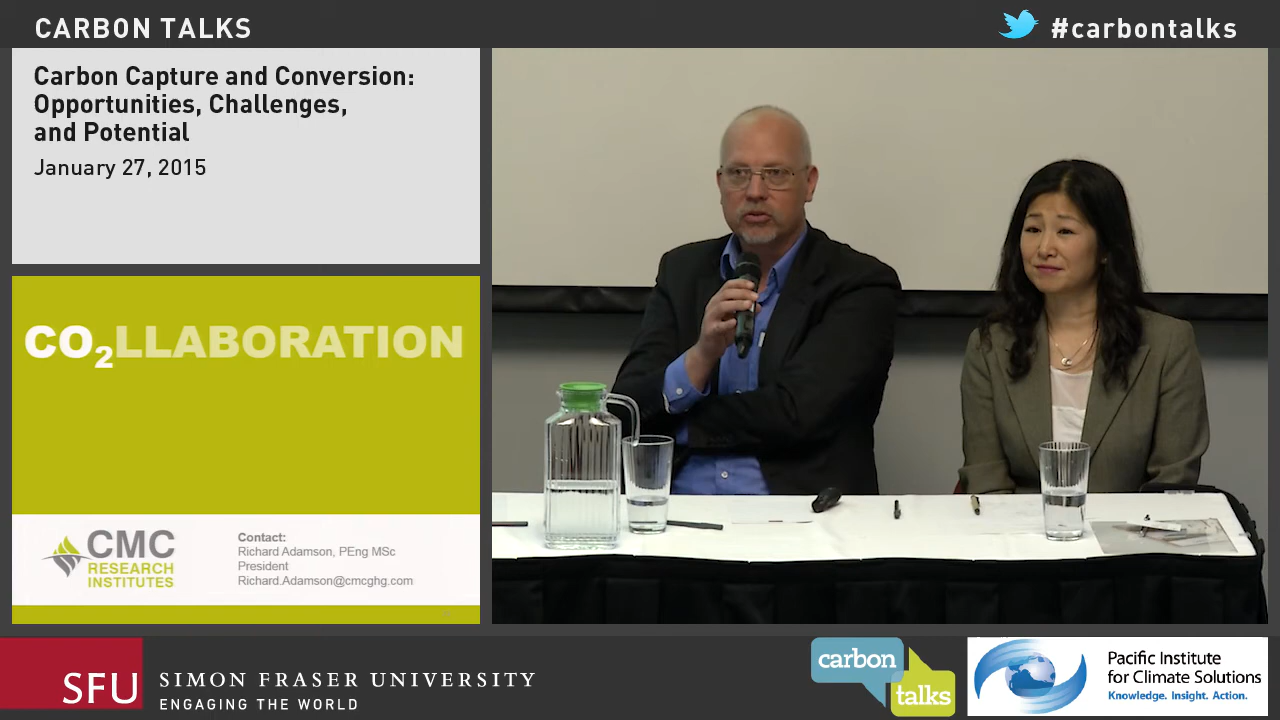 CARBON TALKS
#carbontalks
Carbon Capture and Conversion:
Opportunities, Challenges,
and Potential
January 27, 2015
CO2LLABORATION
CMC
RESEARCH
INSTITUTES
Contact:
Richard Adamson, PEng MSc
President
Richard.Adamson@cmcghg.com
SFU
SIMON FRASER UNIVERSITY
ENGAGING THE WORLD
carbon
talks
Pacific Institute
for Climate Solutions
Knowledge. Insight. Action.